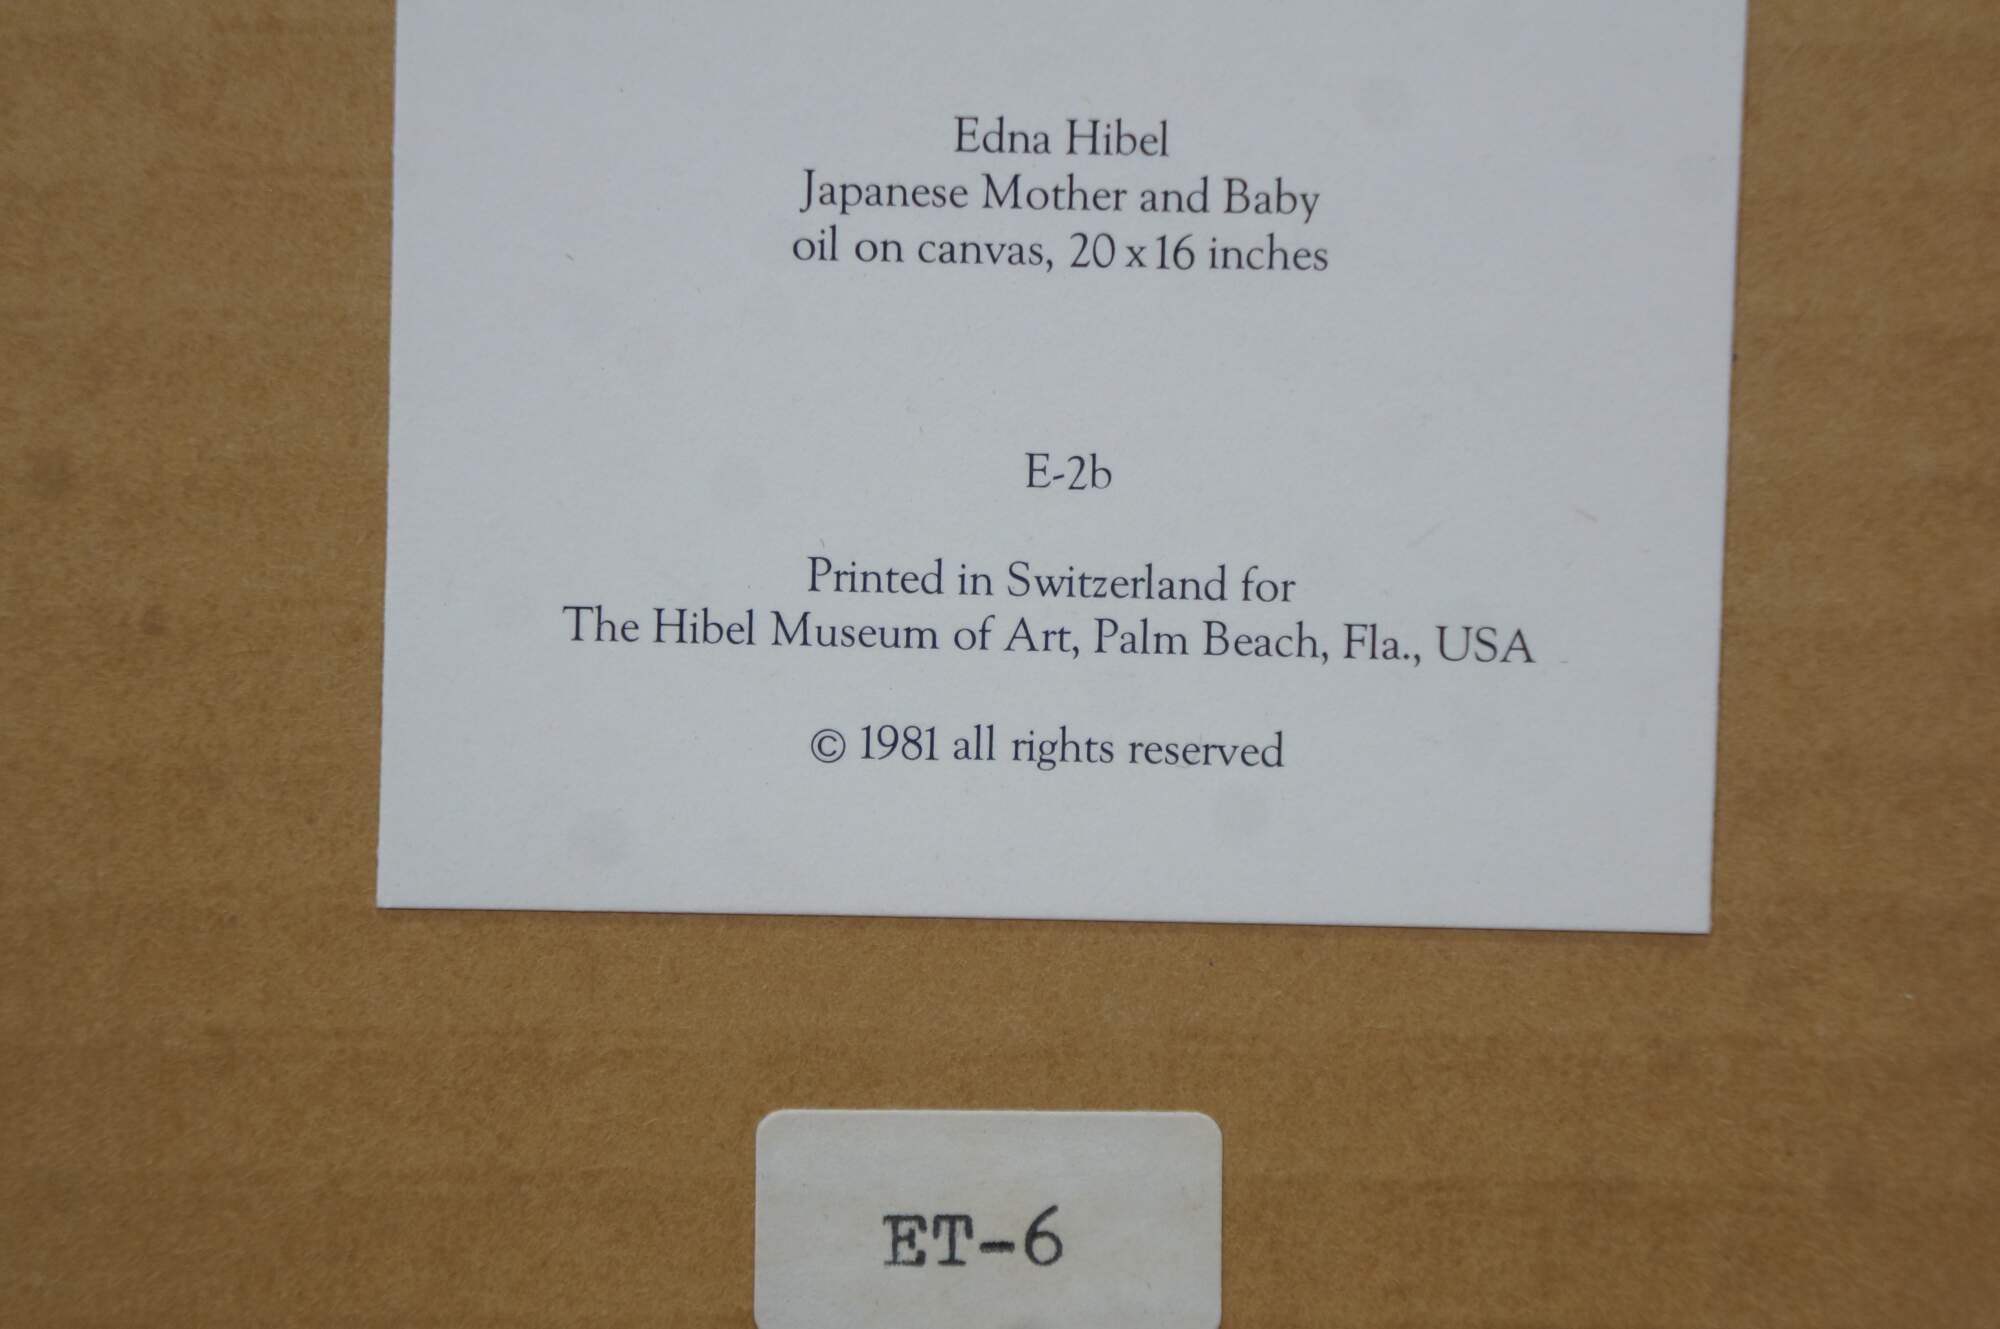 Edna Hibel
Japanese Mother and Baby
oil on canvas, 20 x 16 inches
E-2b
Printed in Switzerland for
The Hibel Museum of Art, Palm Beach, Fla., USA
© 1981 all rights reserved
ET-6